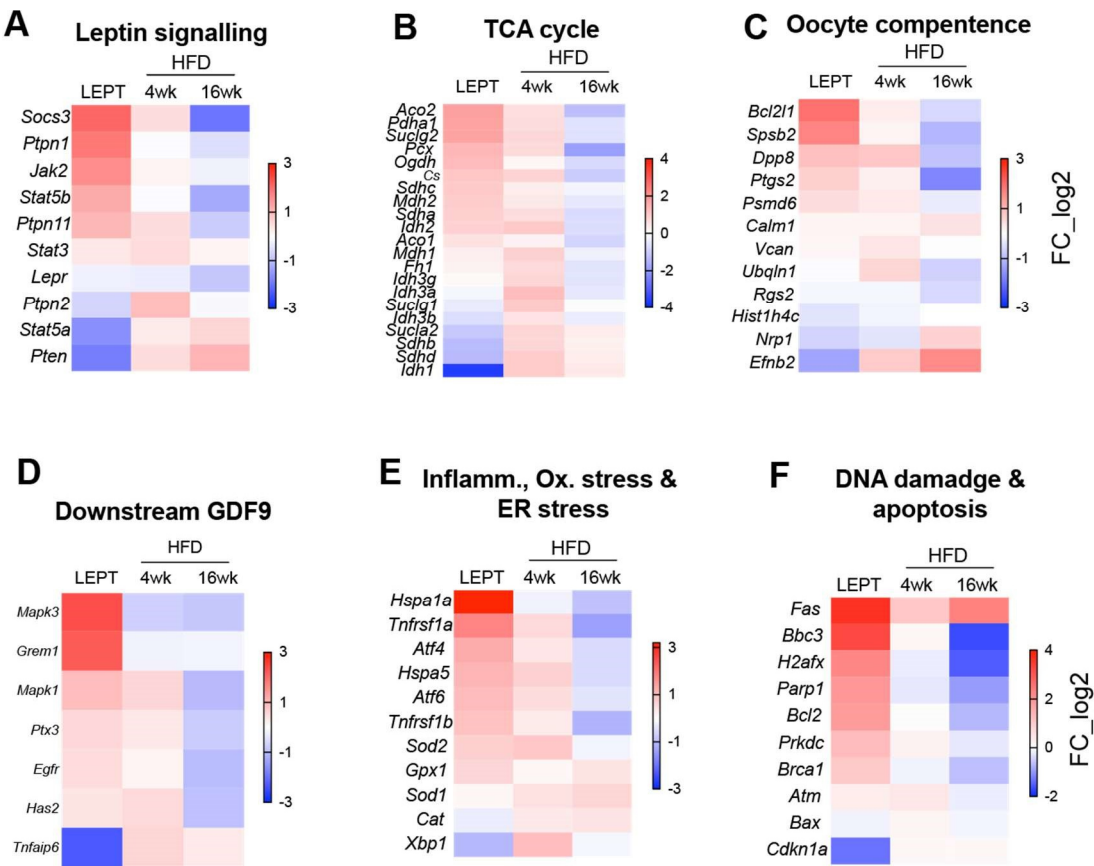 A
Leptin signalling
HFD
LEPT 4wk 16wk
Socs3
Ptpn1
Jak2
Stat5b
Ptpn11
Stat3
Lepr
Ptpn2
Stat5a
Pten
3
1
-1
-3
B
TCA cycle
HFD
LEPT 4wk 16wk
Aco2
Pdha1
Suclg2
Pcx
Ogdh
Cs
Sdhc
Mdh2
Sdha
Idh2
Aco1
Mdh1
Fh1
Idh3g
Idh3a
Suclg1
Idh3b
Sucla2
Sdhb
Sdhd
Idh1
4
2
0
-2
-4
C
Oocyte compentence
HFD
LEPT 4wk 16wk
Bcl2l1
Spsb2
Dpp8
Ptgs2
Psmd6
Calm1
Vcan
Ubqln1
Rgs2
Hist1h4c
Nrp1
Efnb2
3
1
-1
-3
FC_log2
D
Downstream GDF9
HFD
LEPT 4wk 16wk
Mapk3
Grem1
Mapk1
Ptx3
Egfr
Has2
Tnfaip6
3
1
-1
-3
E
Inflamm., Ox. stress &
ER stress
HFD
LEPT 4wk 16wk
Hspa1a
Tnfrsf1a
Atf4
Hspa5
Atf6
Tnfrsf1b
Sod2
Gpx1
Sod1
Cat
Xbp1
3
1
-1
-3
F
DNA damadge &
apoptosis
HFD
LEPT 4wk 16wk
Fas
Bbc3
H2afx
Parp1
Bcl2
Prkdc
Brca1
Atm
Bax
Cdkn1a
4
2
0
-2
FC_log2